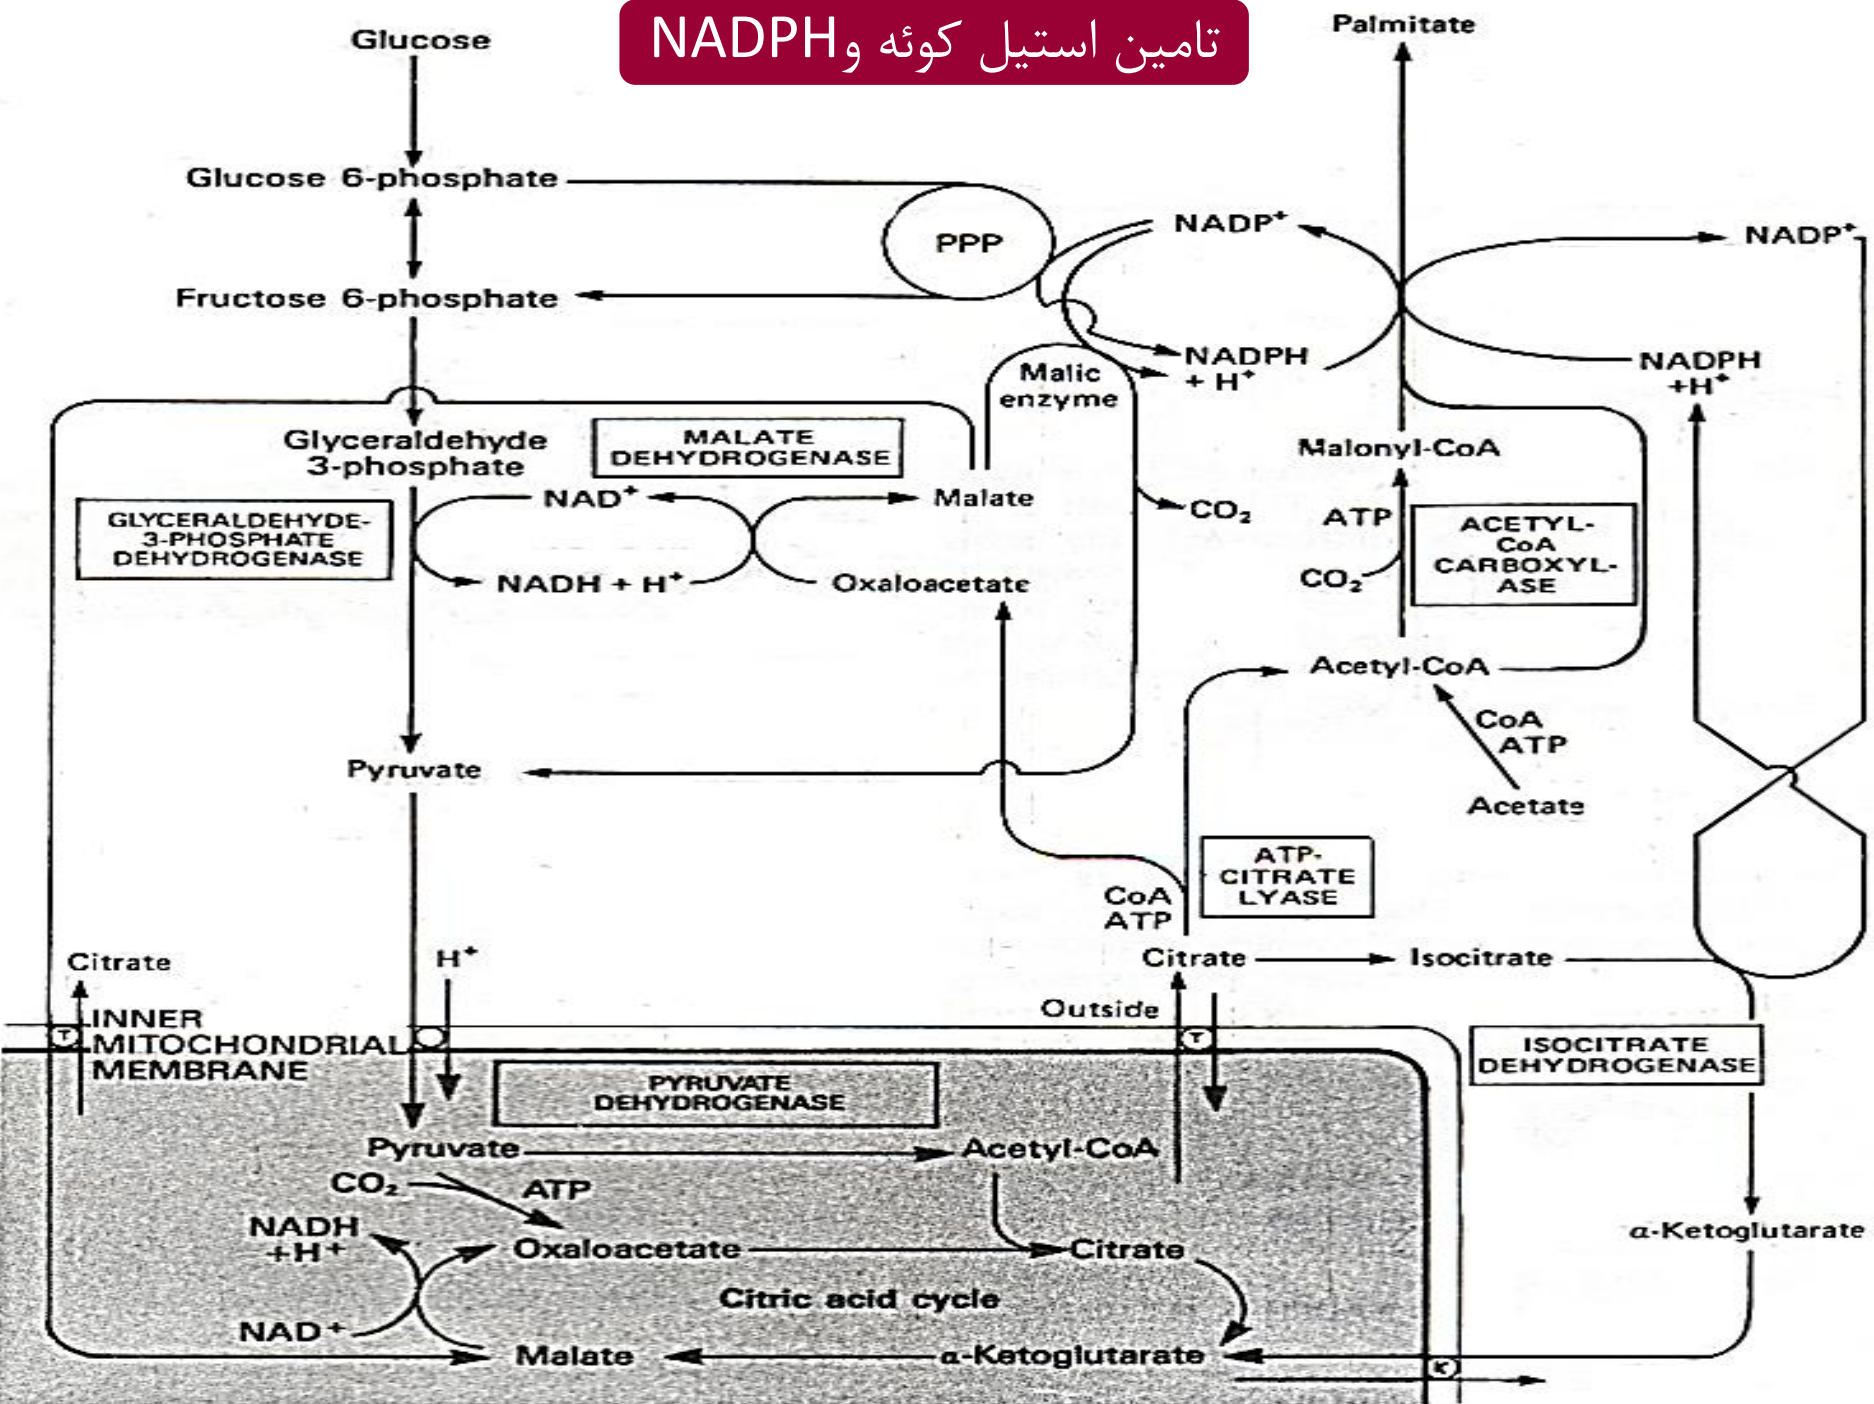 تامین استیل کوئه وNADPH
Glucose
Palmitate
Glucose 6-phosphate
PPP
NADP⁺
NADP⁺
Fructose 6-phosphate
NADPH
+ H⁺
NADPH
+H⁺
Malic
enzyme
Glyceraldehyde
3-phosphate
MALATE
DEHYDROGENASE
Malonyl-CoA
NAD⁺
Malate
CO₂
ATP
GLYCERALDEHYDE-
3-PHOSPHATE
DEHYDROGENASE
ACETYL-
CoA
CARBOXYL-
ASE
NADH + H⁺
Oxaloacetate
CO₂
Acetyl-CoA
CoA
ATP
Pyruvate
Acetate
ATP-
CITRATE
LYASE
CoA
ATP
Citrate
H⁺
Citrate
Isocitrate
Outside
INNER
MITOCHONDRIAL
MEMBRANE
T
T
ISOCITRATE
DEHYDROGENASE
PYRUVATE
DEHYDROGENASE
Pyruvate
Acetyl-CoA
CO₂
ATP
NADH
+H⁺
Oxaloacetate
Citrate
α-Ketoglutarate
Citric acid cycle
NAD⁺
Malate
α-Ketoglutarate
K